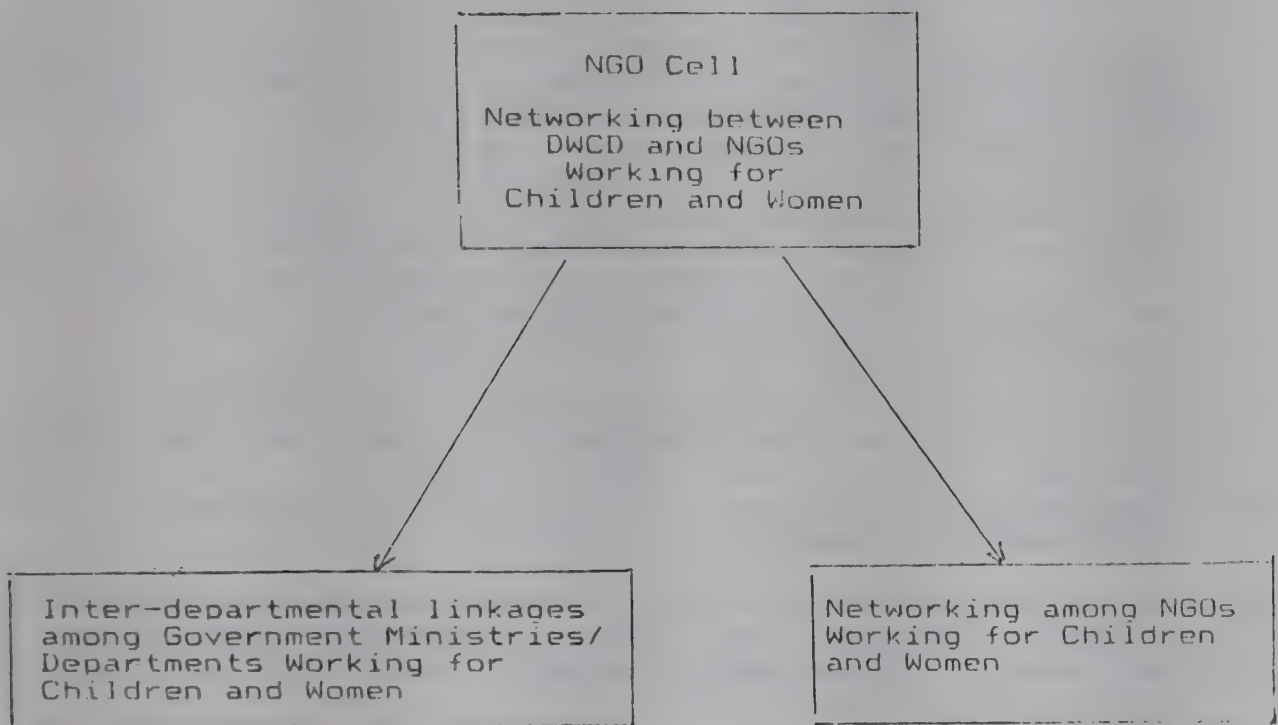 NGO Cell
Networking between
DWCD and NGOs
Working for
Children and Women
Inter-departmental linkages
among Government Ministries/
Departments Working for
Children and Women
Networking among NGOs
Working for Children
and Women